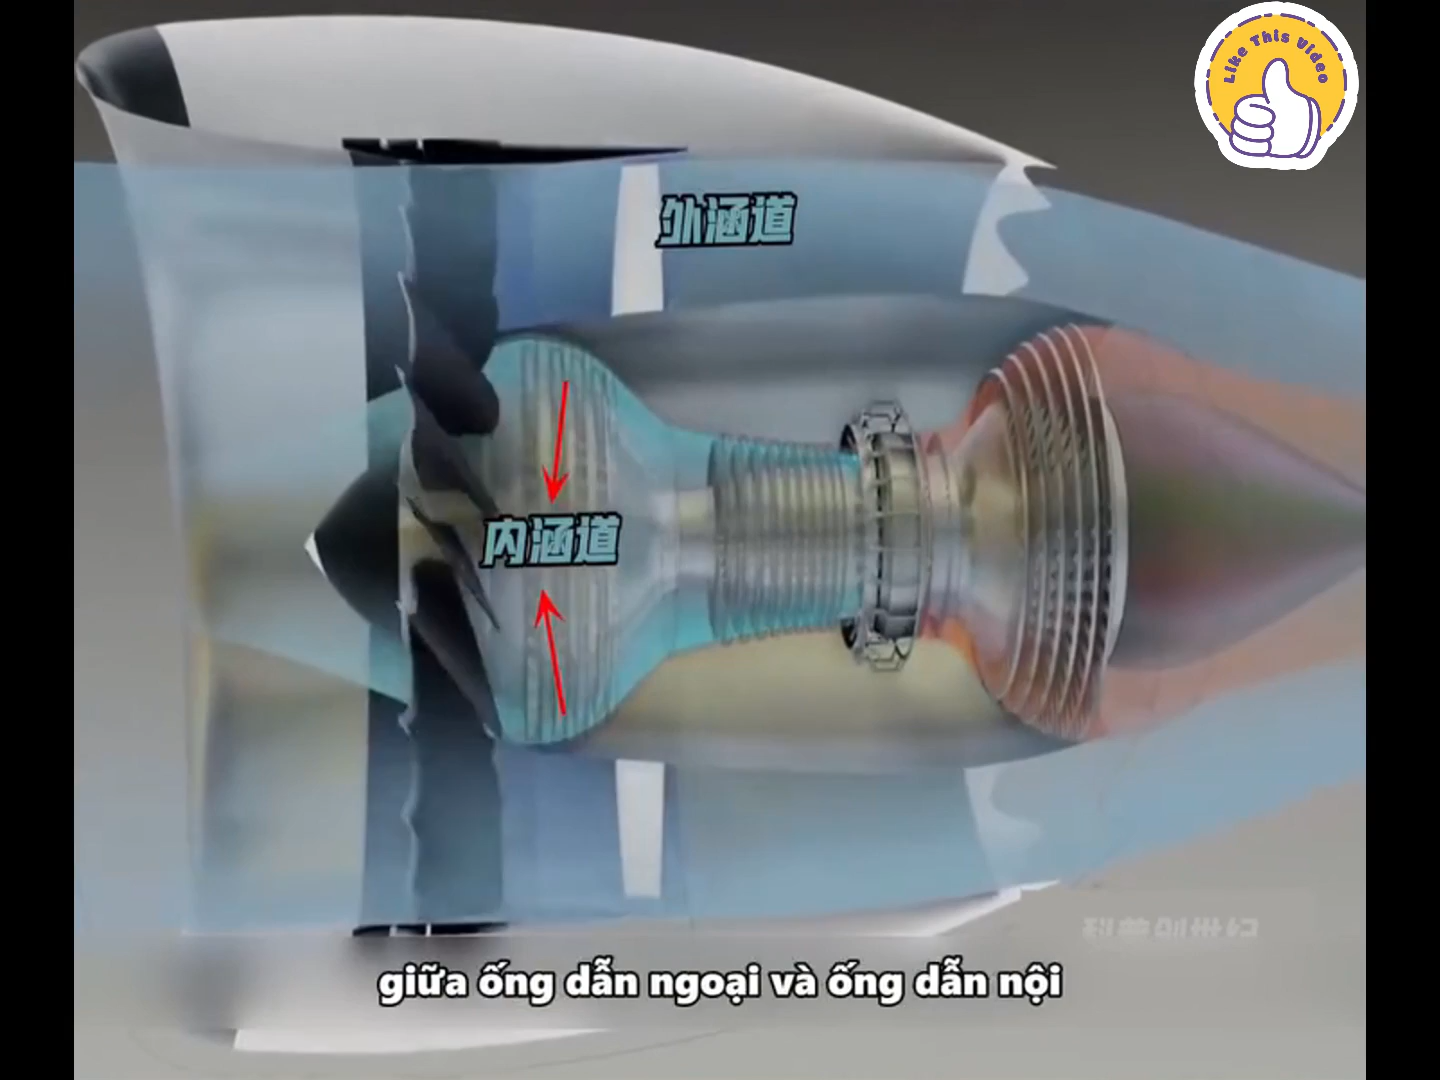 Like This Video
外涵道
内涵道
giữa ống dẫn ngoại và ống dẫn nội